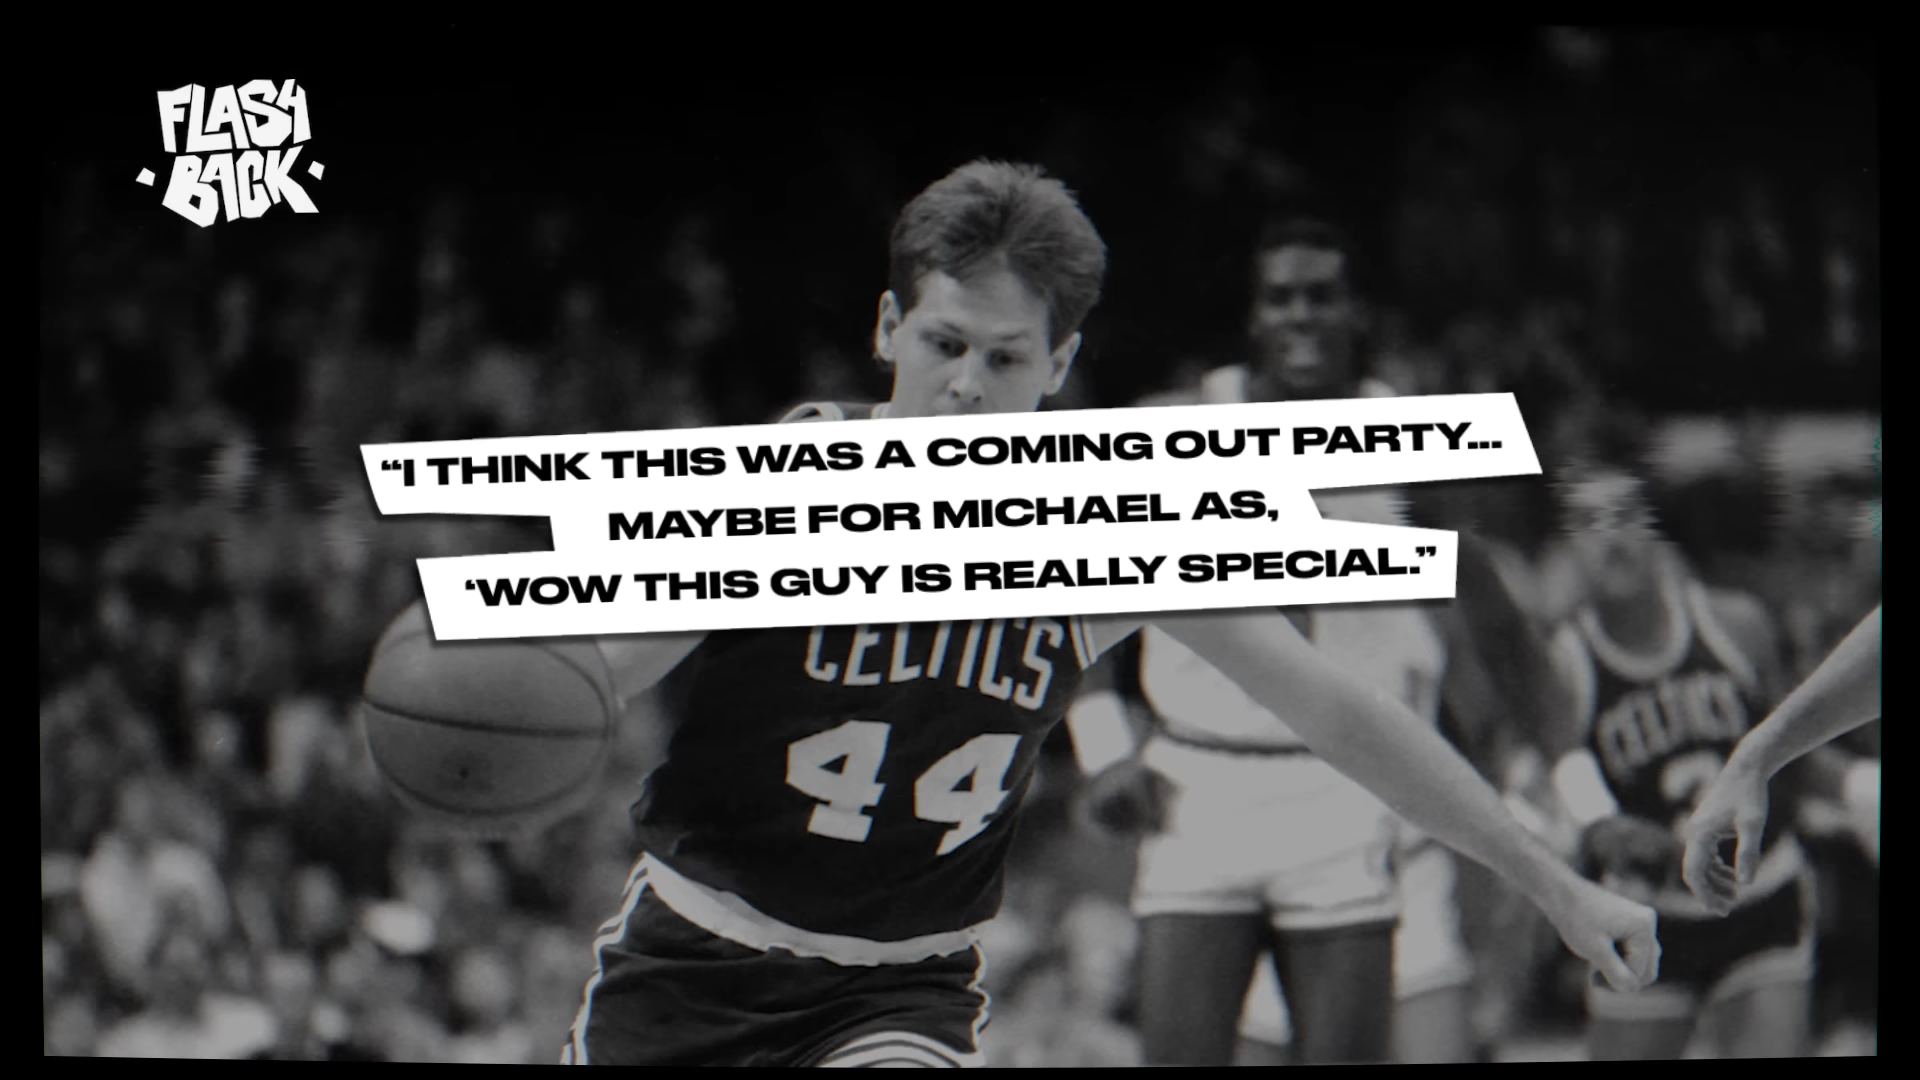 FLASH
BACK
“I THINK THIS WAS A COMING OUT PARTY...
MAYBE FOR MICHAEL AS,
‘WOW THIS GUY IS REALLY SPECIAL.”
CELTICS
44
CELTICS